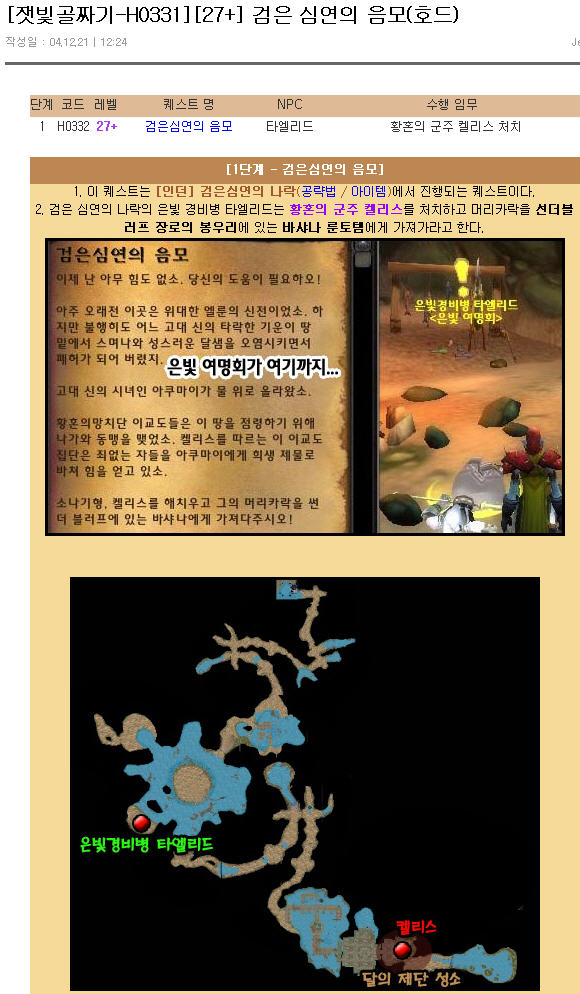 [잿빛골짜기-H0331][27+] 검은 심연의 음모(호드)
작성일 : 04,12,21 | 12:24
단계 코드 레벨 퀘스트 명 NPC 수행 임무
1 H0332 27+ 검은심연의 음모 타엘리드 황혼의 군주 켈리스 처치
[1단계 - 검은심연의 음모]
1. 이 퀘스트는 [인던] 검은심연의 나락(공략법 / 아이템)에서 진행되는 퀘스트이다.
2. 검은 심연의 나락의 은빛 경비병 타엘리드는 황혼의 군주 켈리스를 처치하고 머리카락을 선더블
러프 장로의 봉우리에 있는 바샤나 룬토템에게 가져가라고 한다.
검은심연의 음모
이제 난 아무 힘도 없소. 당신의 도움이 필요하오!
아주 오래전 이곳은 위대한 엘룬의 신전이었소. 하
지만 불행히도 어느 고대 신의 타락한 기운이 땅
밑에서 스며나와 성스러운 달샘을 오염시키면서
폐허가 되어 버렸지.
은빛 여명회가 여기까지...
고대 신의 시녀인 아쿠마이가 물 위로 올라왔소.
황혼의망치단 이교도들은 이 땅을 점령하기 위해
나가와 동맹을 맺었소. 켈리스를 따르는 이 이교도
집단은 죄없는 자들을 아쿠마이에게 희생 제물로
바쳐 힘을 얻고 있소.
소나기형, 켈리스를 해치우고 그의 머리카락을 썬
더 블러프에 있는 바샤나에게 가져다주시오!
은빛경비병 타엘리드
<은빛 여명회>
은빛경비병 타엘리드
켈리스
달의 제단 성소